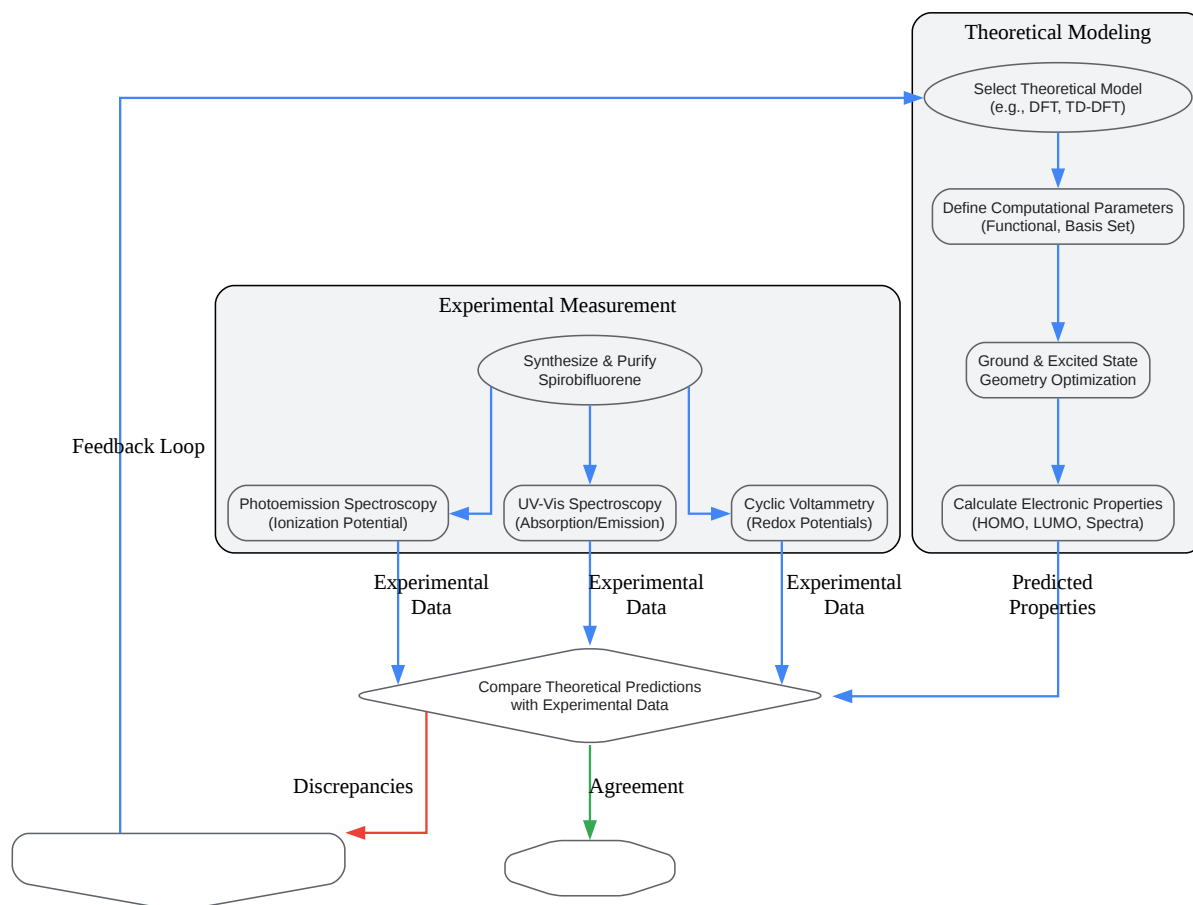 Theoretical Modeling
Select Theoretical Model
(e.g., DFT, TD-DFT)
Define Computational Parameters
(Functional, Basis Set)
Experimental Measurement
Synthesize & Purify
Spirobifluorene
Ground & Excited State
Geometry Optimization
Feedback Loop
Photoemission Spectroscopy
(Ionization Potential)
UV-Vis Spectroscopy
(Absorption/Emission)
Cyclic Voltammetry
(Redox Potentials)
Calculate Electronic Properties
(HOMO, LUMO, Spectra)
Experimental
Data
Experimental
Data
Experimental
Data
Predicted
Properties
Compare Theoretical Predictions
with Experimental Data
Discrepancies
Agreement